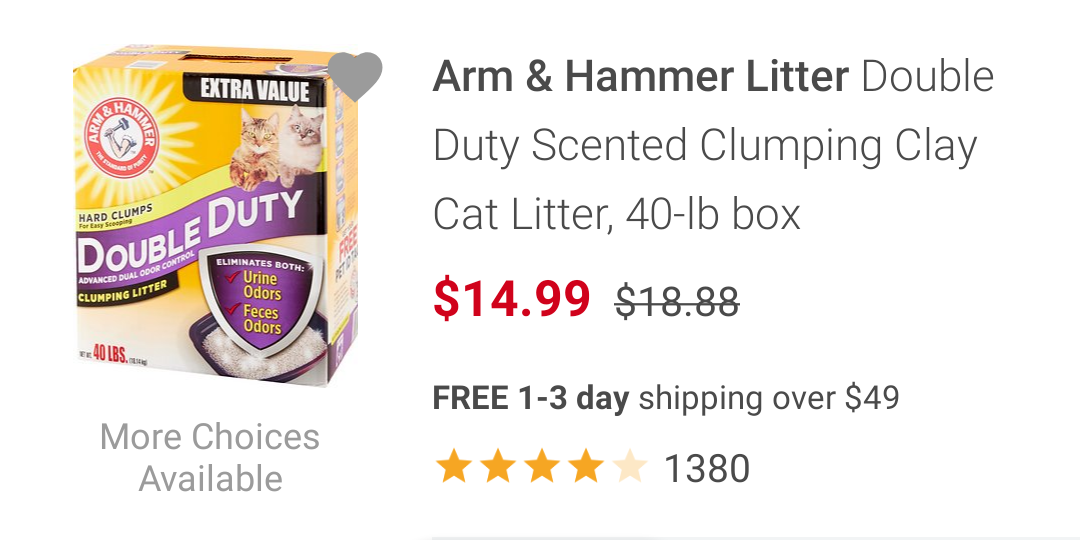 EXTRA VALUE
ARM & HAMMER
THE STANDARD OF PURITY
HARD CLUMPS
For Easy Scooping
DOUBLE DUTY
ADVANCED DUAL ODOR CONTROL
CLUMPING LITTER
ELIMINATES BOTH:
Urine
Odors
Feces
Odors
NET WT. 40 LBS.
FREE
More Choices
Available
Arm & Hammer Litter Double
Duty Scented Clumping Clay
Cat Litter, 40-lb box
$14.99 $18.88
FREE 1-3 day shipping over $49
1380